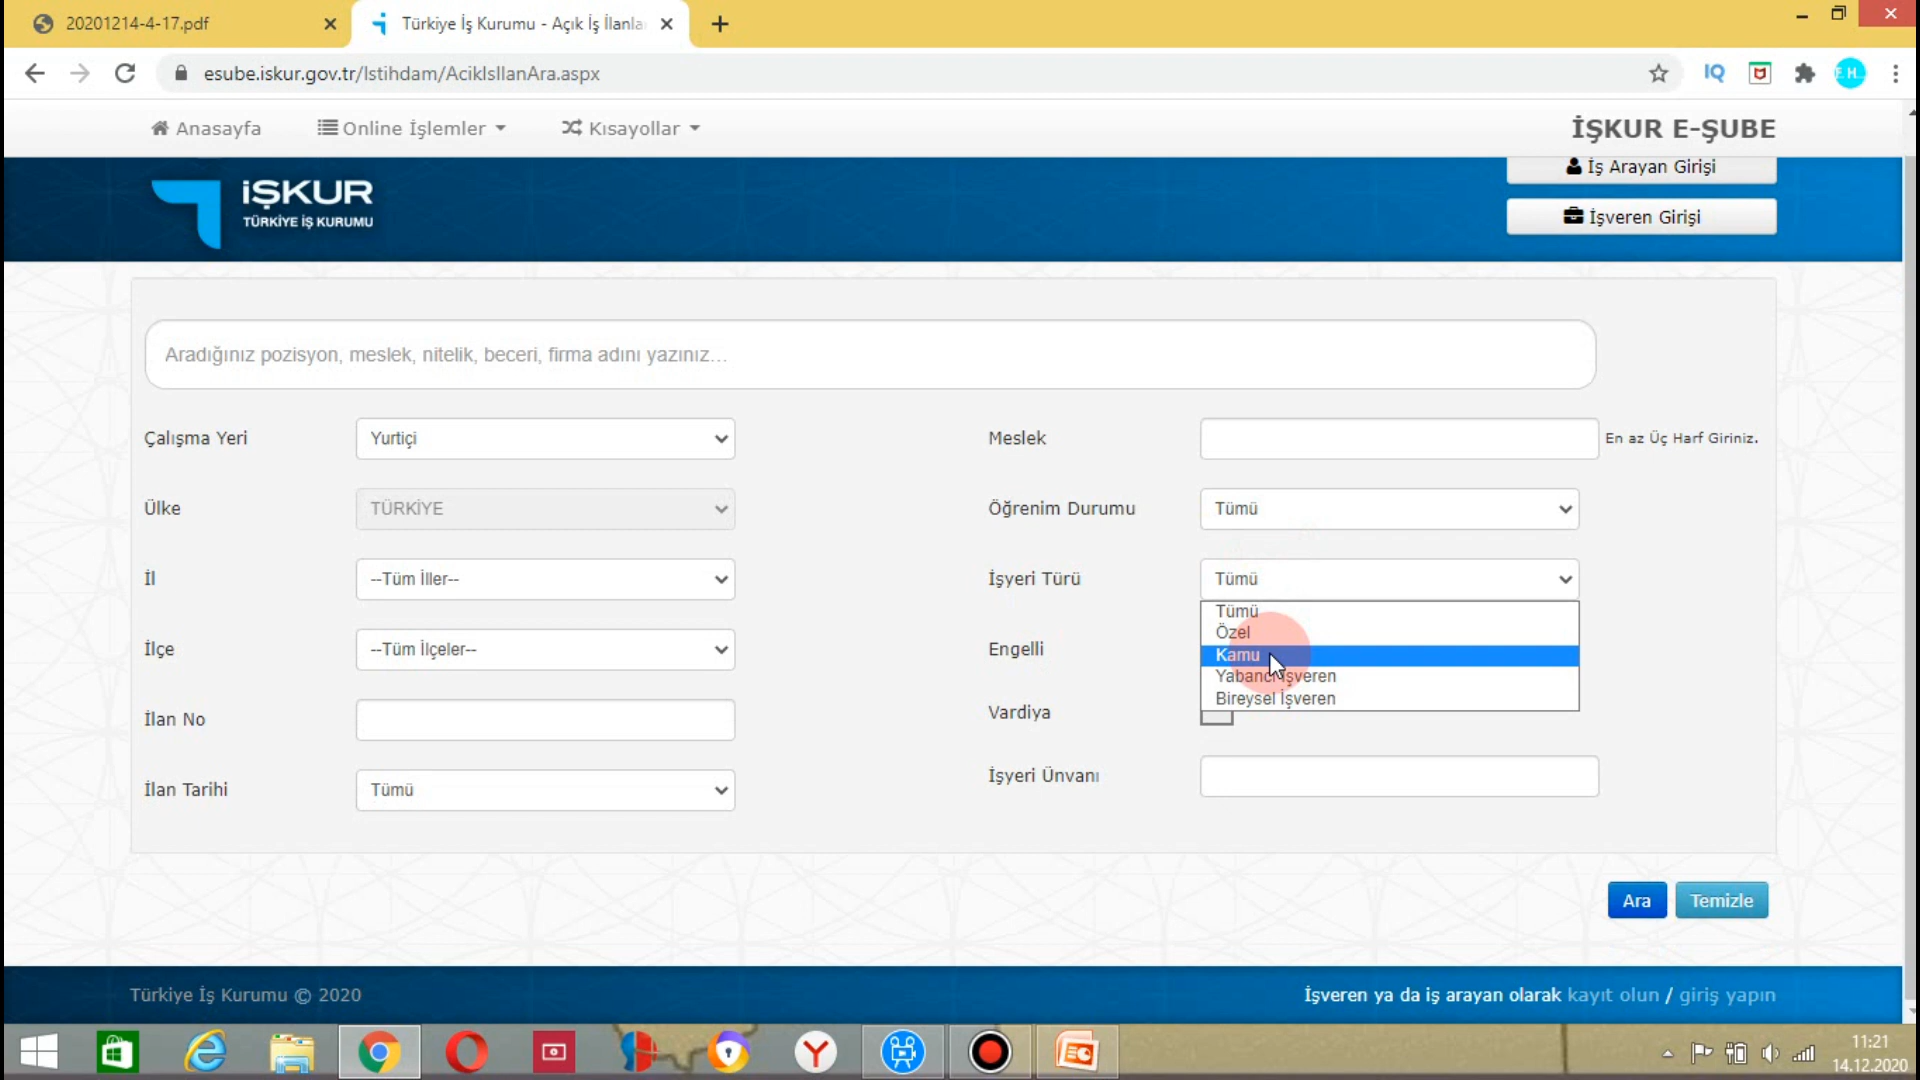 20201214-4-17.pdf
Türkiye İş Kurumu - Açık İş İlanla
esube.iskur.gov.tr/Istihdam/AcikIsIlanAra.aspx
IQ
Anasayfa
Online İşlemler
Kısayollar
İŞKUR E-ŞUBE
İŞKUR
TÜRKİYE İŞ KURUMU
İş Arayan Girişi
İşveren Girişi
Aradığınız pozisyon, meslek, nitelik, beceri, firma adını yazınız...
Çalışma Yeri
Yurtiçi
Meslek
En az Üç Harf Giriniz.
Ülke
TÜRKİYE
Öğrenim Durumu
Tümü
İl
--Tüm İller--
İşyeri Türü
Tümü
Tümü
Özel
Kamu
Yabancı İşveren
Bireysel İşveren
İlçe
--Tüm İlçeler--
Engelli
İlan No
Vardiya
İlan Tarihi
Tümü
İşyeri Ünvanı
Ara
Temizle
Türkiye İş Kurumu © 2020
İşveren ya da iş arayan olarak kayıt olun / giriş yapın
11:21
14.12.2020